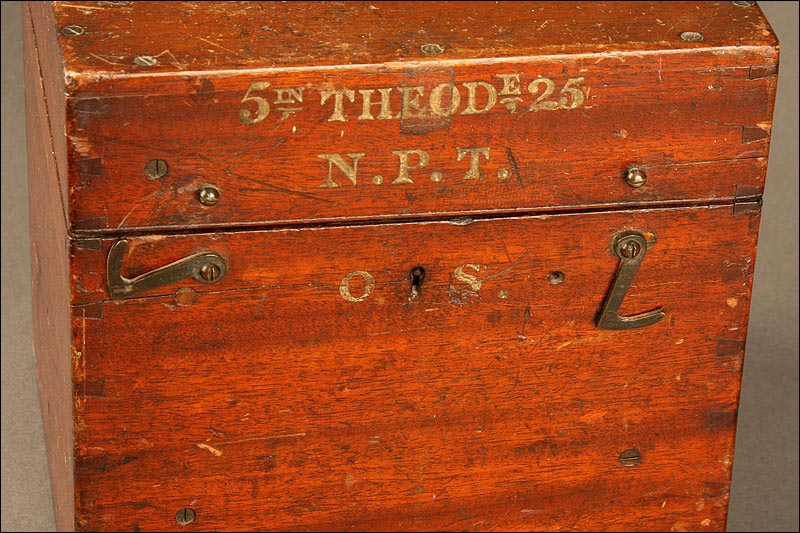 5IN THEODE 25
N.P.T.
O S.